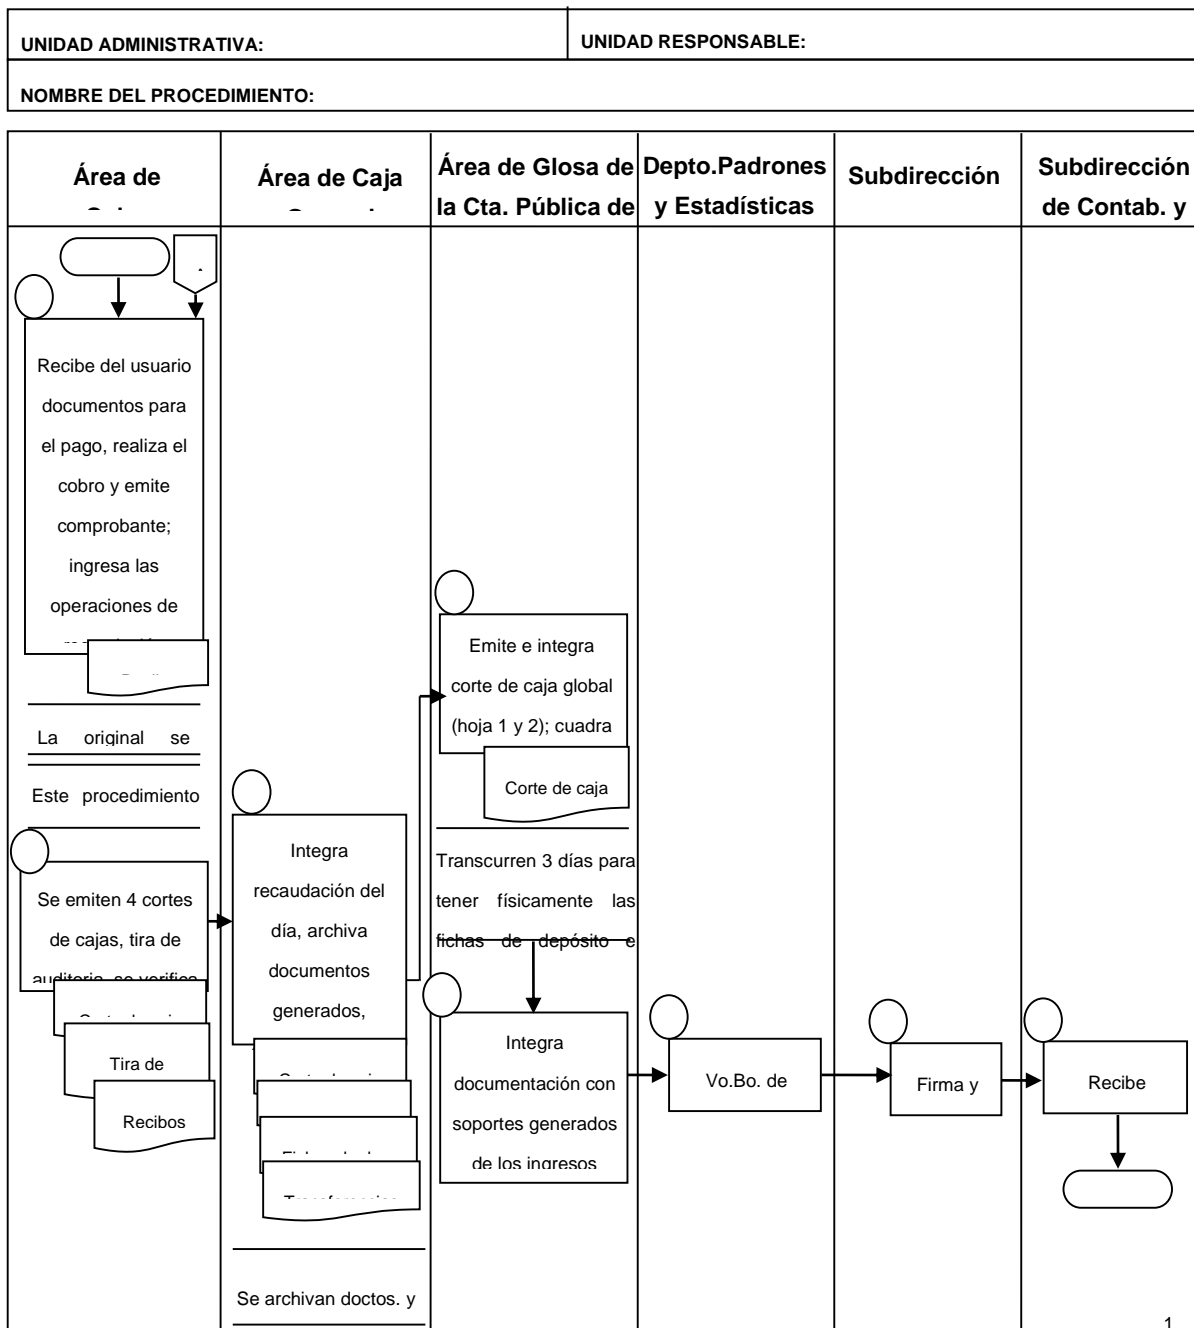 UNIDAD ADMINISTRATIVA:
UNIDAD RESPONSABLE:
NOMBRE DEL PROCEDIMIENTO:
Área de
Área de Caja
Área de Glosa de
la Cta. Pública de
Depto.Padrones
y Estadísticas
Subdirección
Subdirección
de Contab. y
Recibe del usuario
documentos para
el pago, realiza el
cobro y emite
comprobante;
ingresa las
operaciones de
La original se
Este procedimiento
Se emiten 4 cortes
de cajas, tira de
auditoria, se verifica
Tira de
Recibos
Integra
recaudación del
día, archiva
documentos
generados,
Transferencias
Se archivan doctos. y
Emite e integra
corte de caja global
(hoja 1 y 2); cuadra
Corte de caja
Transcurren 3 días para
tener físicamente las
fichas de depósito e
Integra
documentación con
soportes generados
de los ingresos
Vo.Bo. de
Firma y
Recibe
1